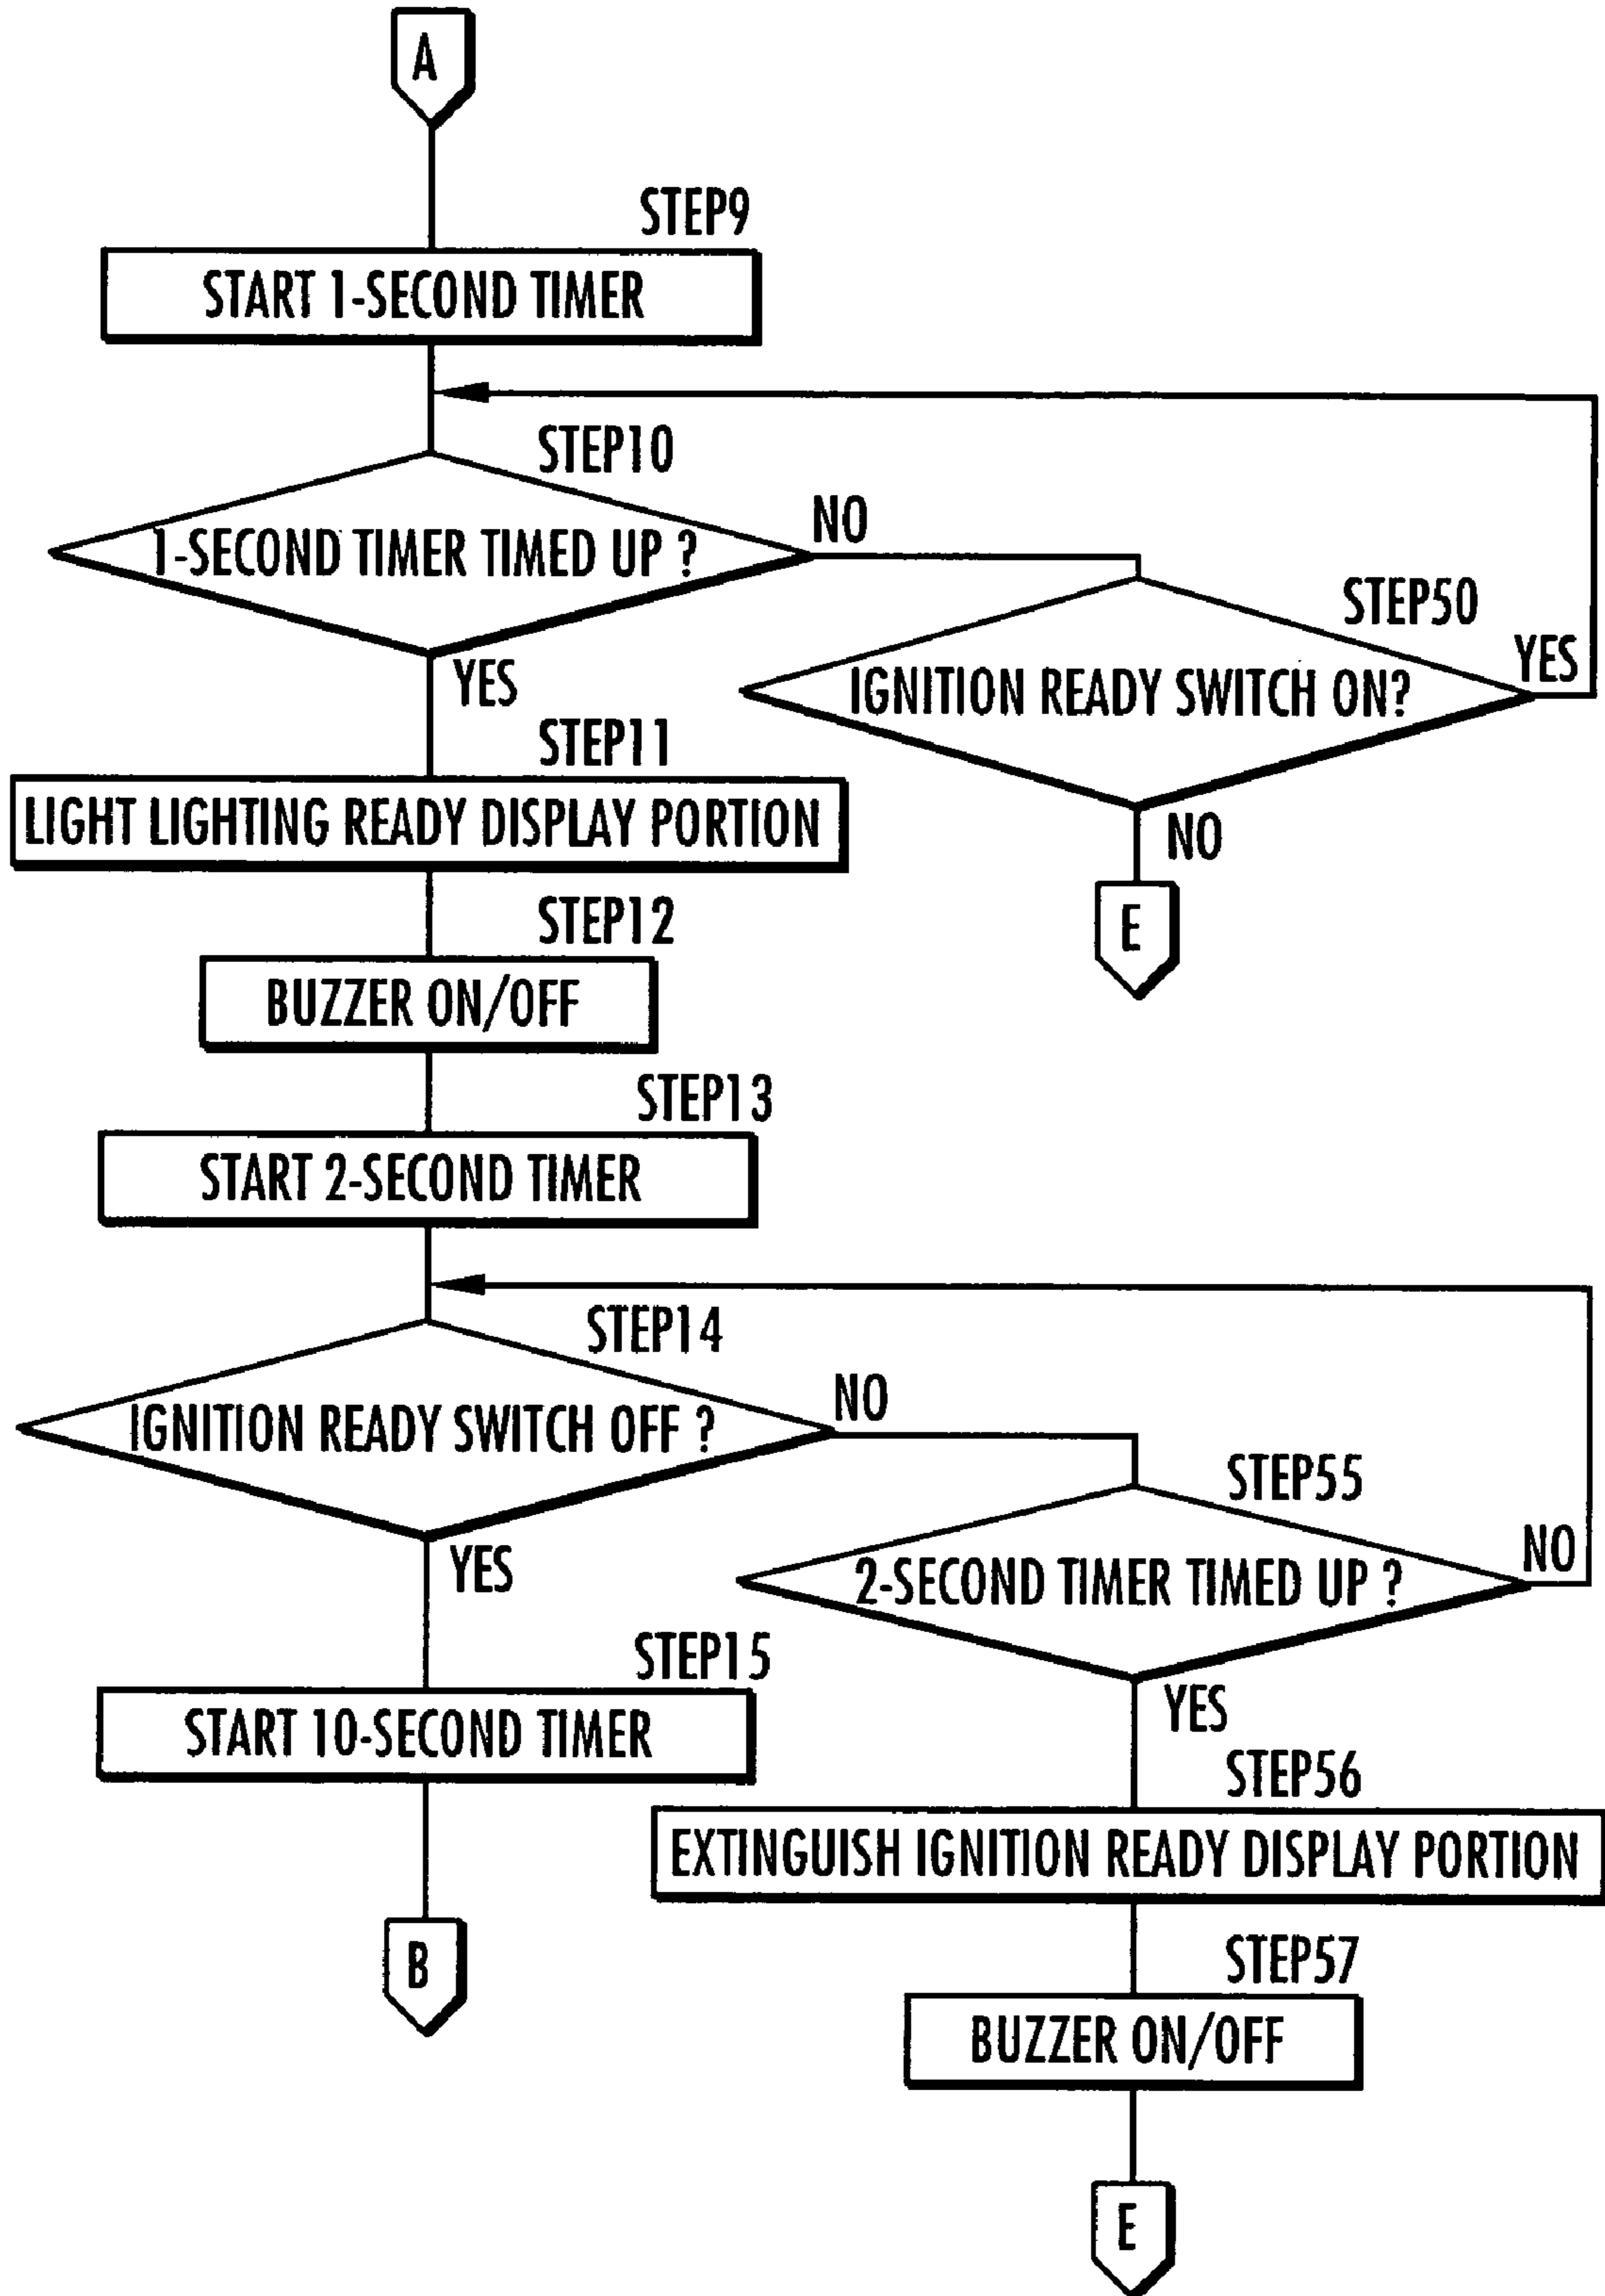 A
STEP9
START 1-SECOND TIMER
STEP10
1-SECOND TIMER TIMED UP ?
NO
STEP50
IGNITION READY SWITCH ON?
YES
YES
NO
STEP11
LIGHT LIGHTING READY DISPLAY PORTION
E
STEP12
BUZZER ON/OFF
STEP13
START 2-SECOND TIMER
STEP14
IGNITION READY SWITCH OFF ?
NO
STEP55
2-SECOND TIMER TIMED UP ?
NO
YES
YES
STEP15
START 10-SECOND TIMER
STEP56
EXTINGUISH IGNITION READY DISPLAY PORTION
B
STEP57
BUZZER ON/OFF
E